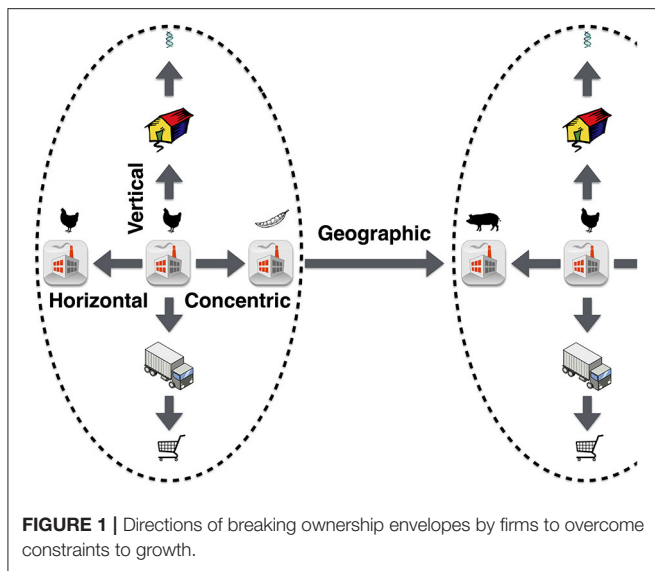 Vertical
Geographic
Horizontal
Concentric
FIGURE 1 | Directions of breaking ownership envelopes by firms to overcome
constraints to growth.